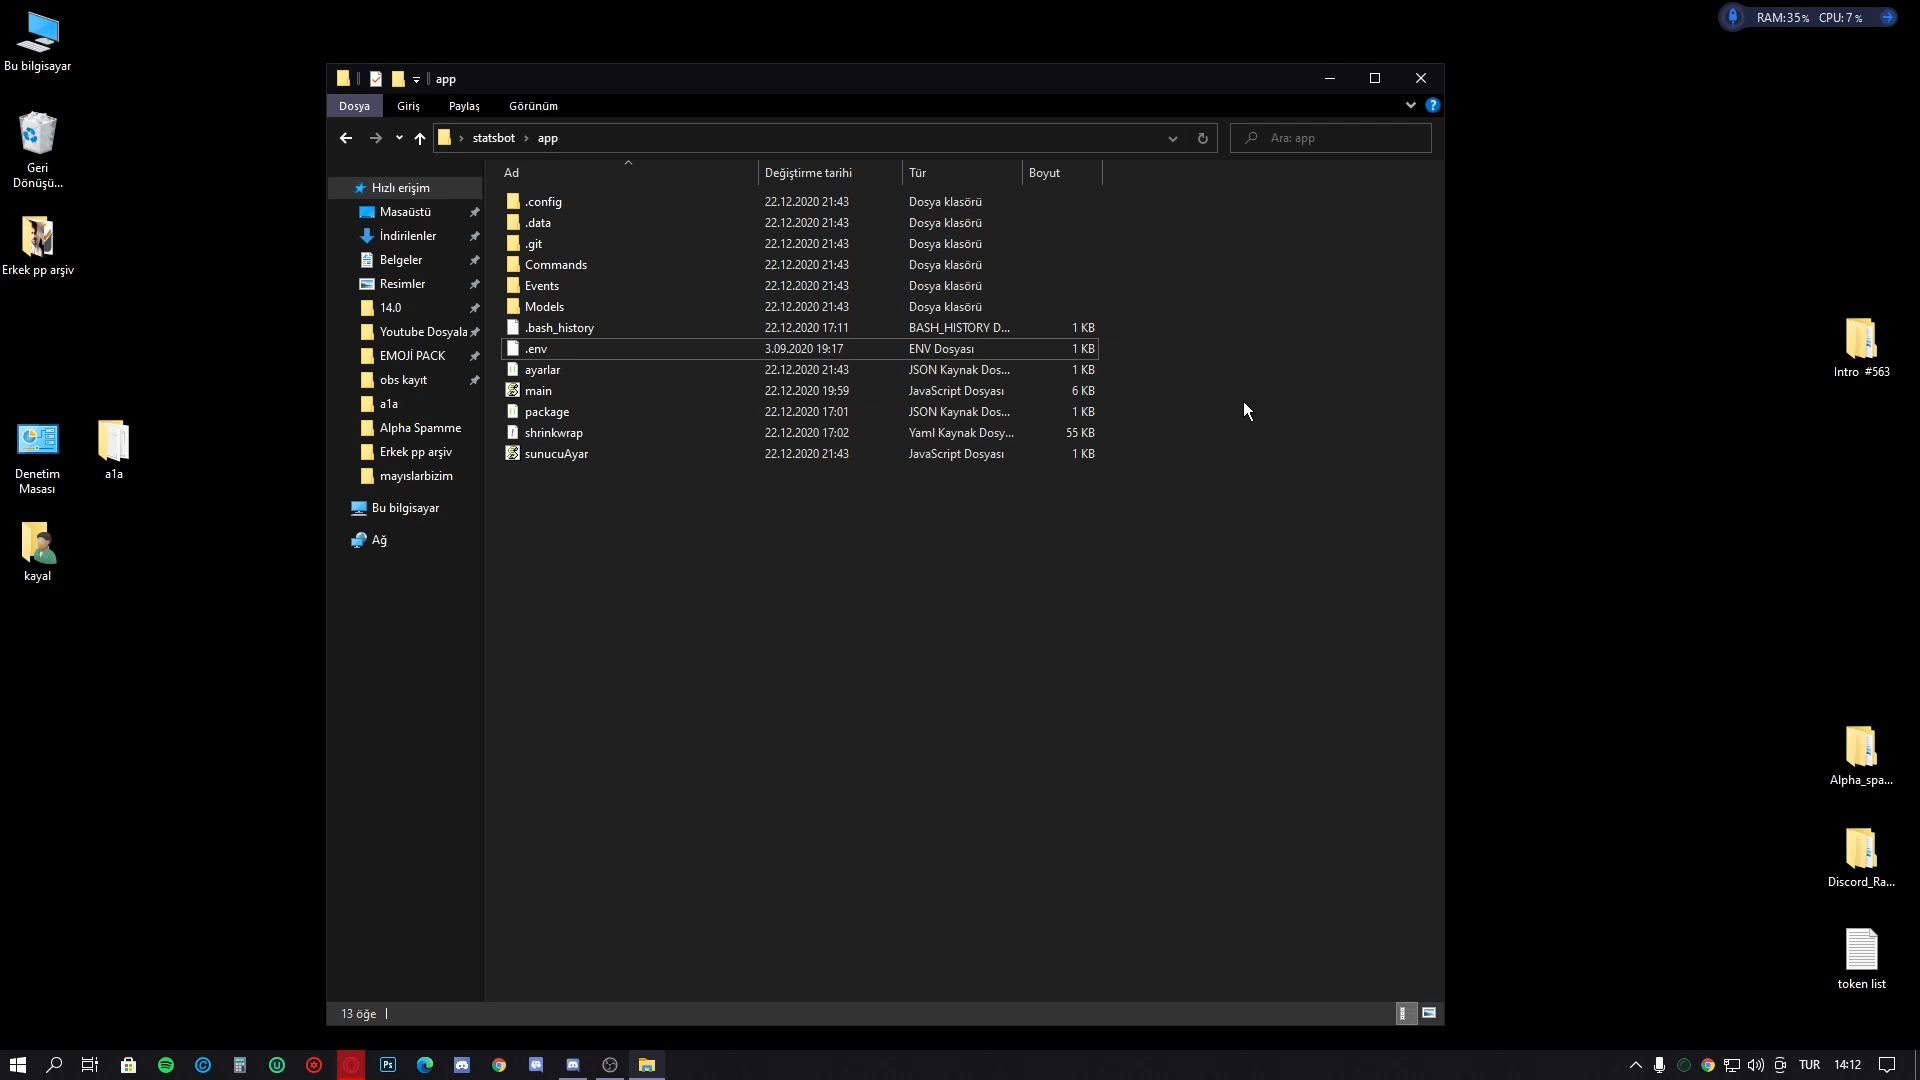 RAM:35% CPU:7%
Bu bilgisayar
Geri
Dönüşü...
Erkek pp arşiv
Denetim
Masası
a1a
kayal
app
Dosya Giriş Paylaş Görünüm
statsbot › app
Ara: app
Ad Değiştirme tarihi Tür Boyut
Hızlı erişim
Masaüstü
İndirilenler
Belgeler
Resimler
14.0
Youtube Dosyala
EMOJİ PACK
obs kayıt
a1a
Alpha Spamme
Erkek pp arşiv
mayıslarbizim
Bu bilgisayar
Ağ
.config 22.12.2020 21:43 Dosya klasörü
.data 22.12.2020 21:43 Dosya klasörü
.git 22.12.2020 21:43 Dosya klasörü
Commands 22.12.2020 21:43 Dosya klasörü
Events 22.12.2020 21:43 Dosya klasörü
Models 22.12.2020 21:43 Dosya klasörü
.bash_history 22.12.2020 17:11 BASH_HISTORY D... 1 KB
.env 3.09.2020 19:17 ENV Dosyası 1 KB
ayarlar 22.12.2020 21:43 JSON Kaynak Dos... 1 KB
main 22.12.2020 19:59 JavaScript Dosyası 6 KB
package 22.12.2020 17:01 JSON Kaynak Dos... 1 KB
shrinkwrap 22.12.2020 17:02 Yaml Kaynak Dosy... 55 KB
sunucuAyar 22.12.2020 21:43 JavaScript Dosyası 1 KB
13 öğe
Intro #563
Alpha_spa...
Discord_Ra...
token list
Ps
TUR 14:12